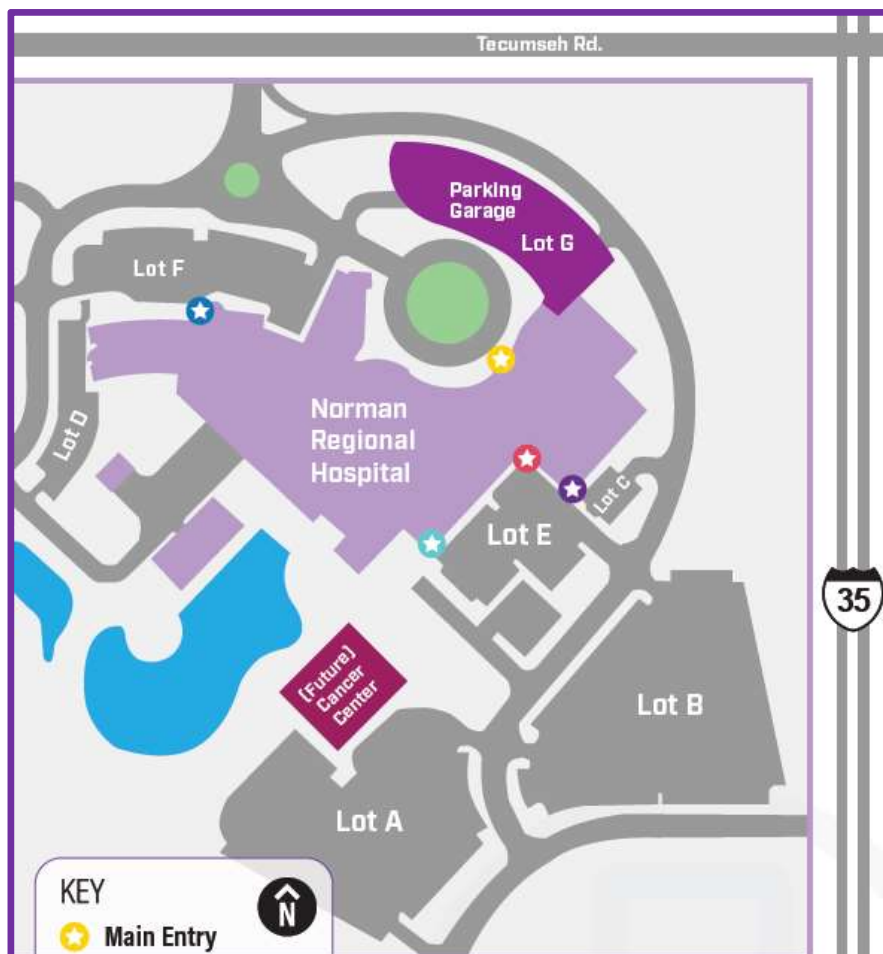 Tecumseh Rd.
Parking
Garage
Lot G
Lot F
Norman
Regional
Hospital
Lot D
Lot C
Lot E
35
(Future)
Cancer
Center
Lot B
Lot A
KEY
N
Main Entry